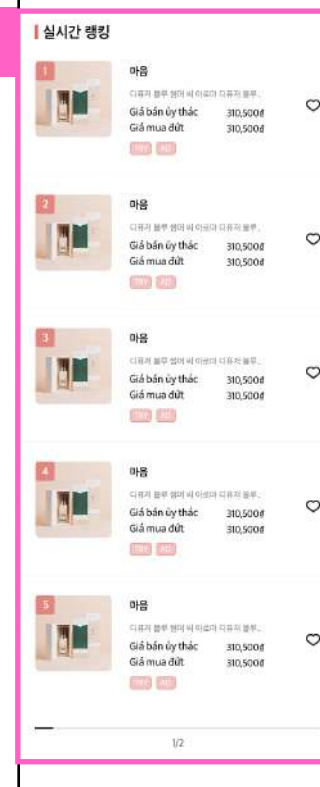 실시간 랭킹
1
마음
디퓨저 블루 썸머 씨 아로마 디퓨저 블루..
Giá bán ủy thác 310,500đ
Giá mua đứt 310,500đ
TRY AD
2
마음
디퓨저 블루 썸머 씨 아로마 디퓨저 블루..
Giá bán ủy thác 310,500đ
Giá mua đứt 310,500đ
TRY AD
3
마음
디퓨저 블루 썸머 씨 아로마 디퓨저 블루..
Giá bán ủy thác 310,500đ
Giá mua đứt 310,500đ
TRY AD
4
마음
디퓨저 블루 썸머 씨 아로마 디퓨저 블루..
Giá bán ủy thác 310,500đ
Giá mua đứt 310,500đ
TRY AD
5
마음
디퓨저 블루 썸머 씨 아로마 디퓨저 블루..
Giá bán ủy thác 310,500đ
Giá mua đứt 310,500đ
TRY AD
1/2